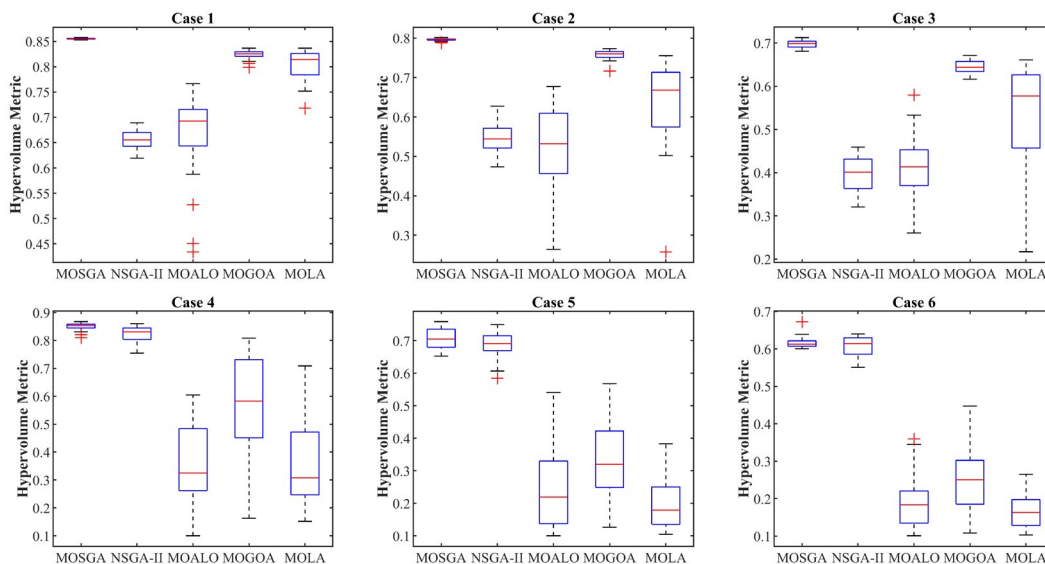 Case 1
Hypervolume Metric
0.85
0.8
0.75
0.7
0.65
0.6
0.55
0.5
0.45
MOSGA NSGA-II MOALO MOGOA MOLA
Case 2
Hypervolume Metric
0.8
0.7
0.6
0.5
0.4
0.3
MOSGA NSGA-II MOALO MOGOA MOLA
Case 3
Hypervolume Metric
0.7
0.6
0.5
0.4
0.3
0.2
MOSGA NSGA-II MOALO MOGOA MOLA
Case 4
Hypervolume Metric
0.9
0.8
0.7
0.6
0.5
0.4
0.3
0.2
0.1
MOSGA NSGA-II MOALO MOGOA MOLA
Case 5
Hypervolume Metric
0.7
0.6
0.5
0.4
0.3
0.2
0.1
MOSGA NSGA-II MOALO MOGOA MOLA
Case 6
Hypervolume Metric
0.7
0.6
0.5
0.4
0.3
0.2
0.1
MOSGA NSGA-II MOALO MOGOA MOLA